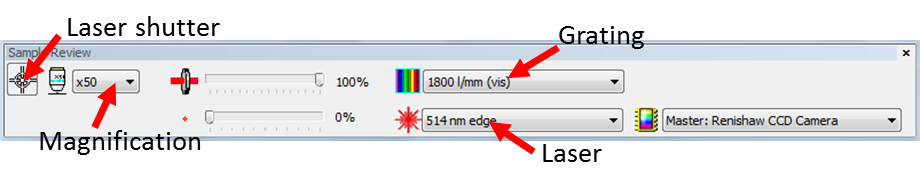 Laser shutter
Grating
Sample Review
x50
100%
1800 l/mm (vis)
0%
514 nm edge
Master: Renishaw CCD Camera
Magnification
Laser